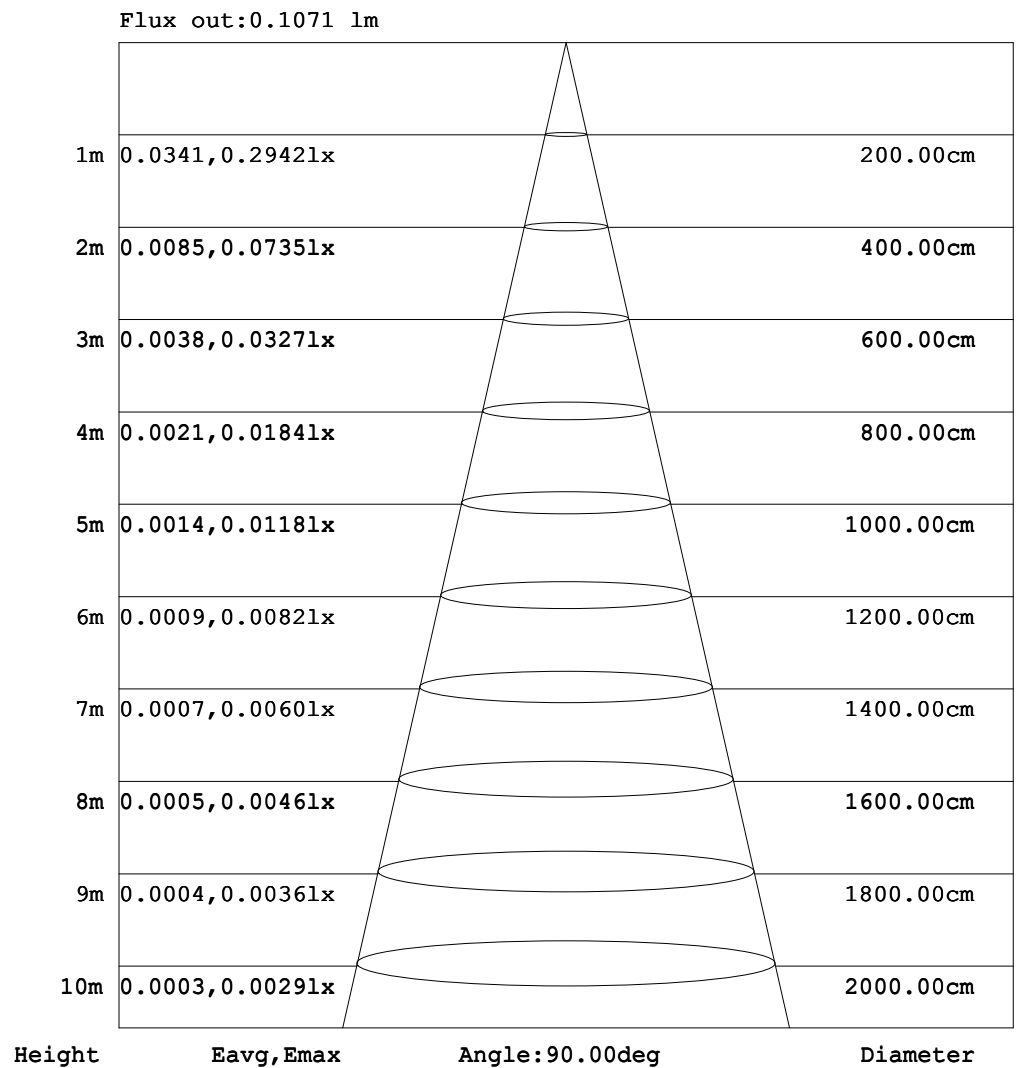 Flux out:0.1071 lm
1m 0.0341,0.2942lx 200.00cm
2m 0.0085,0.0735lx 400.00cm
3m 0.0038,0.0327lx 600.00cm
4m 0.0021,0.0184lx 800.00cm
5m 0.0014,0.0118lx 1000.00cm
6m 0.0009,0.0082lx 1200.00cm
7m 0.0007,0.0060lx 1400.00cm
8m 0.0005,0.0046lx 1600.00cm
9m 0.0004,0.0036lx 1800.00cm
10m 0.0003,0.0029lx 2000.00cm
Height Eavg,Emax Angle:90.00deg Diameter